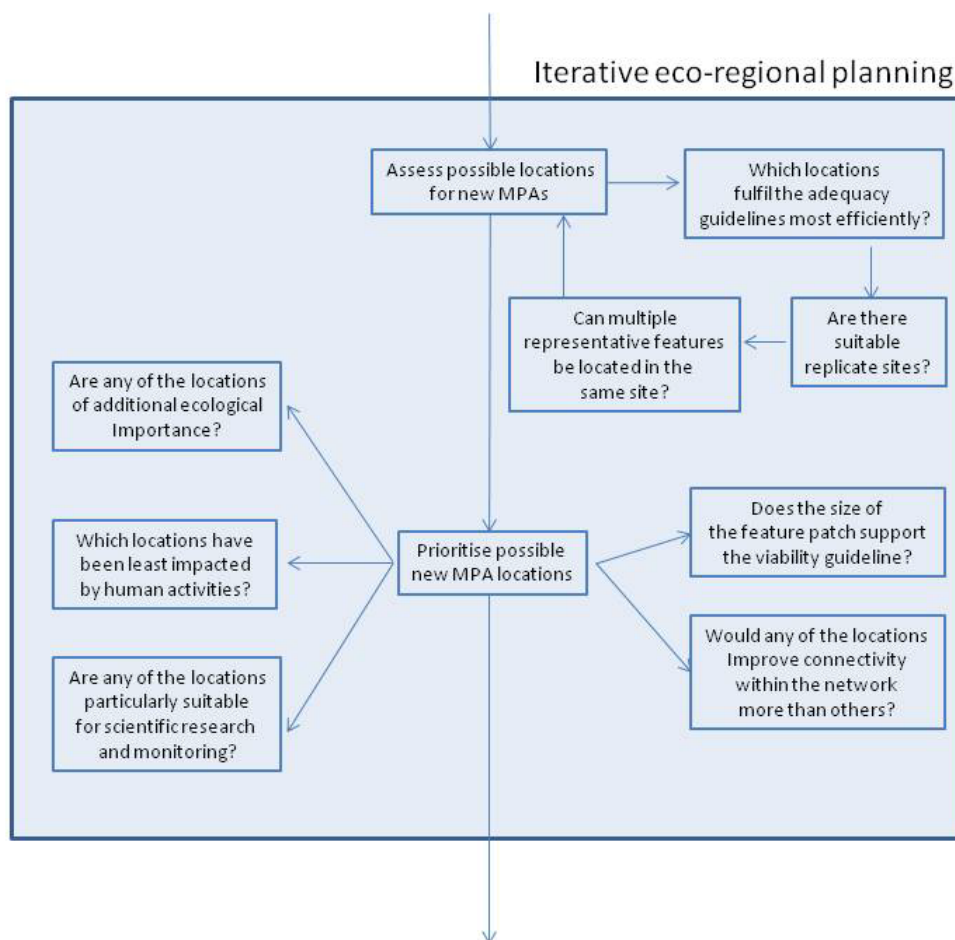 Iterative eco-regional planning
Assess possible locations
for new MPAs
Which locations
fulfil the adequacy
guidelines most efficiently?
Can multiple
representative features
be located in the
same site?
Are there
suitable
replicate sites?
Are any of the locations
of additional ecological
Importance?
Which locations have
been least impacted
by human activities?
Are any of the locations
particularly suitable
for scientific research
and monitoring?
Prioritise possible
new MPA locations
Does the size of
the feature patch support
the viability guideline?
Would any of the locations
Improve connectivity
within the network
more than others?